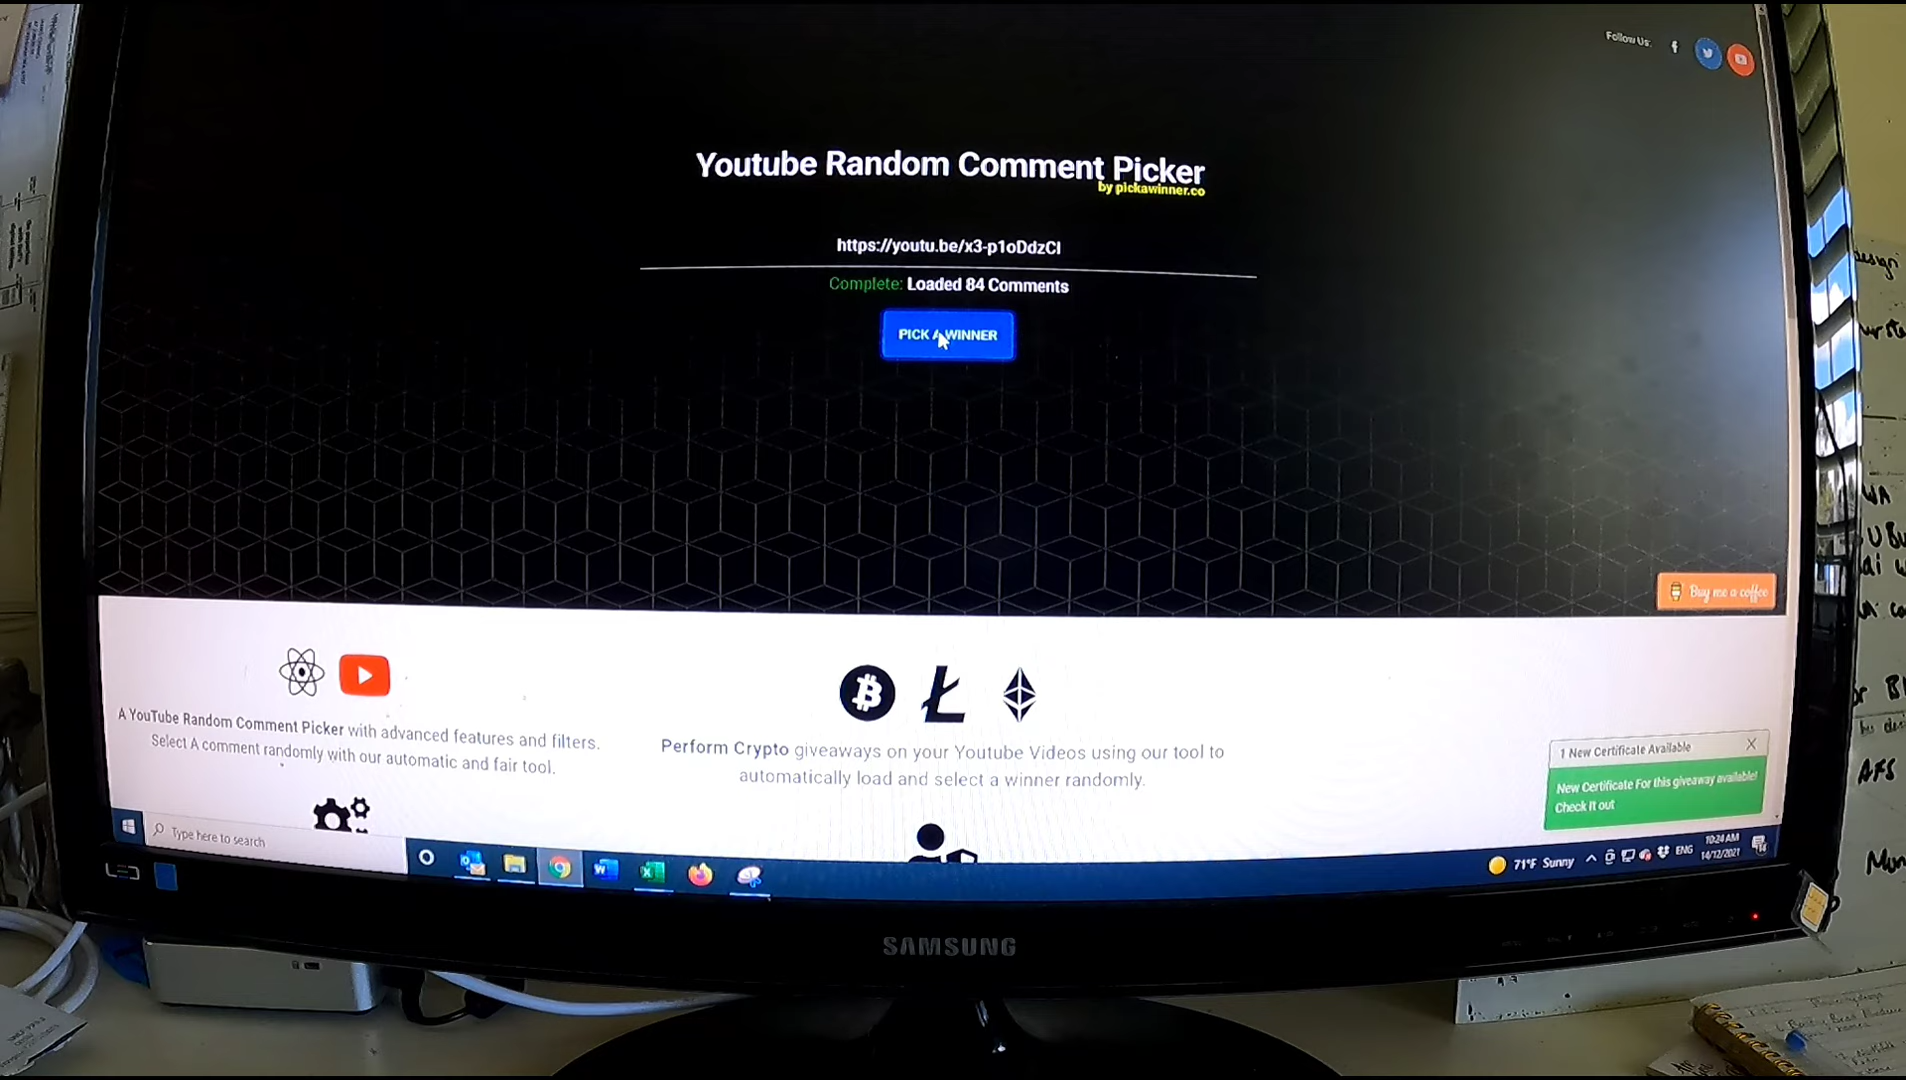 Follow Us:
Youtube Random Comment Picker
by pickawinner.co
https://youtu.be/x3-p1oDdzCI
Complete: Loaded 84 Comments
PICK A WINNER
Buy me a coffee
A YouTube Random Comment Picker with advanced features and filters.
Select A comment randomly with our automatic and fair tool.
Perform Crypto giveaways on your Youtube Videos using our tool to
automatically load and select a winner randomly.
1 New Certificate Available
New Certificate For this giveaway available!
Check It out
Type here to search
71°F Sunny
ENG
10:24 AM
14/12/2021
SAMSUNG
design
WA
AFS